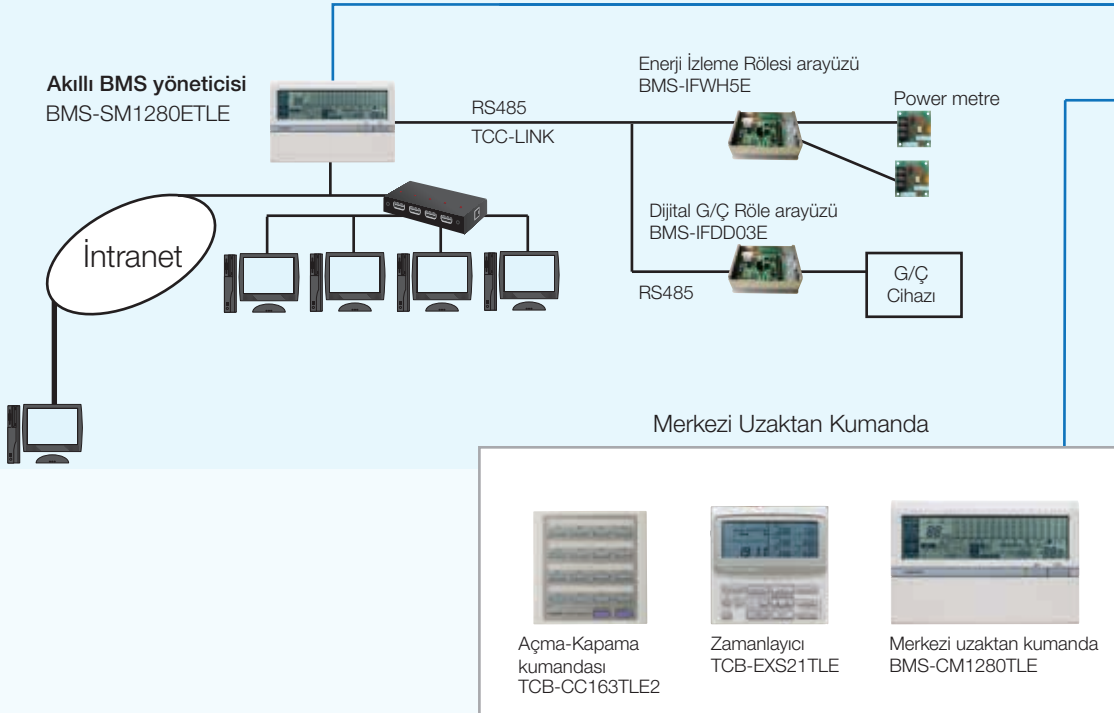 Akıllı BMS yöneticisi
BMS-SM1280ETLE
RS485
TCC-LINK
Enerji İzleme Rölesi arayüzü
BMS-IFWH5E
Power metre
Dijital G/Ç Röle arayüzü
BMS-IFDD03E
RS485
G/Ç
Cihazı
İntranet
Merkezi Uzaktan Kumanda
Açma-Kapama
kumandası
TCB-CC163TLE2
Zamanlayıcı
TCB-EXS21TLE
Merkezi uzaktan kumanda
BMS-CM1280TLE